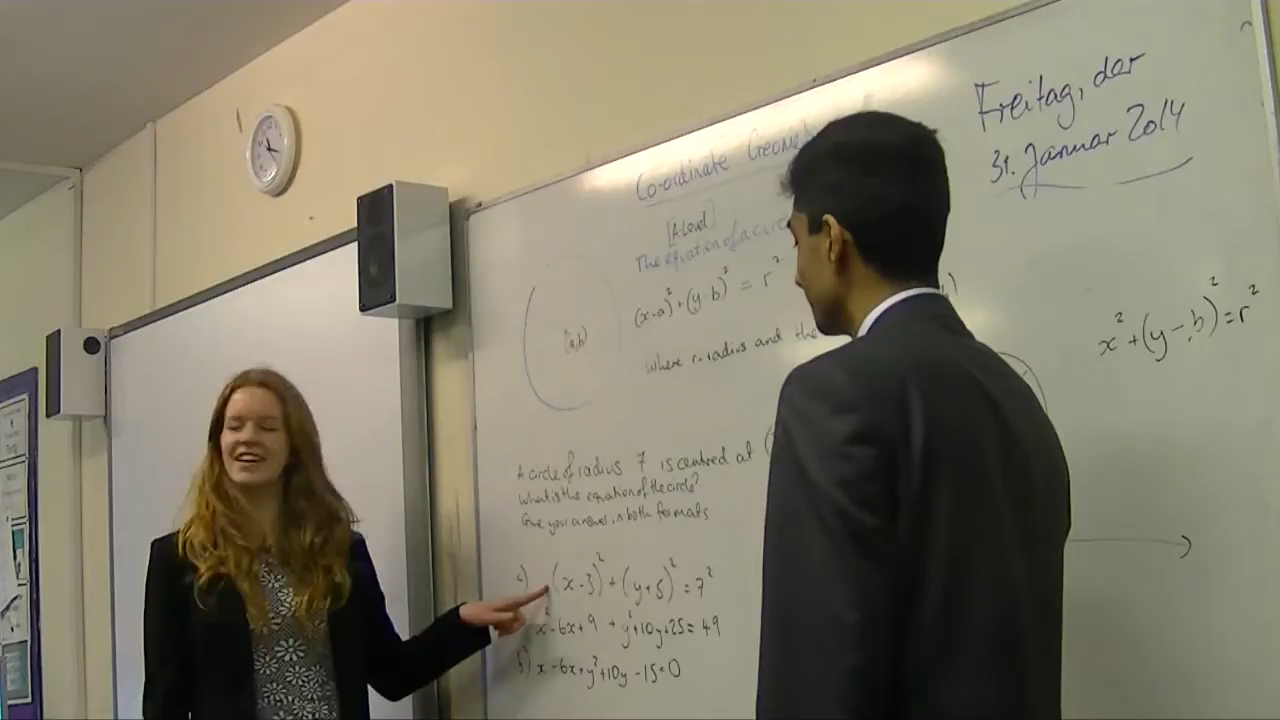 Freitag, der
31. Januar 2014
Co-ordinate Geomet
[A-Level]
The equation of a circ
(x-a)² + (y-b)² = r²
(a,b)
where r=radius and the
x² + (y-b)² = r²
A circle of radius 7 is centred at (
What is the equation of the circle?
Give your answer in both formats
a) (x-3)² + (y+5)² = 7²
x² -6x+9 + y²+10y+25 = 49
b) x -6x+y²+10y -15=0